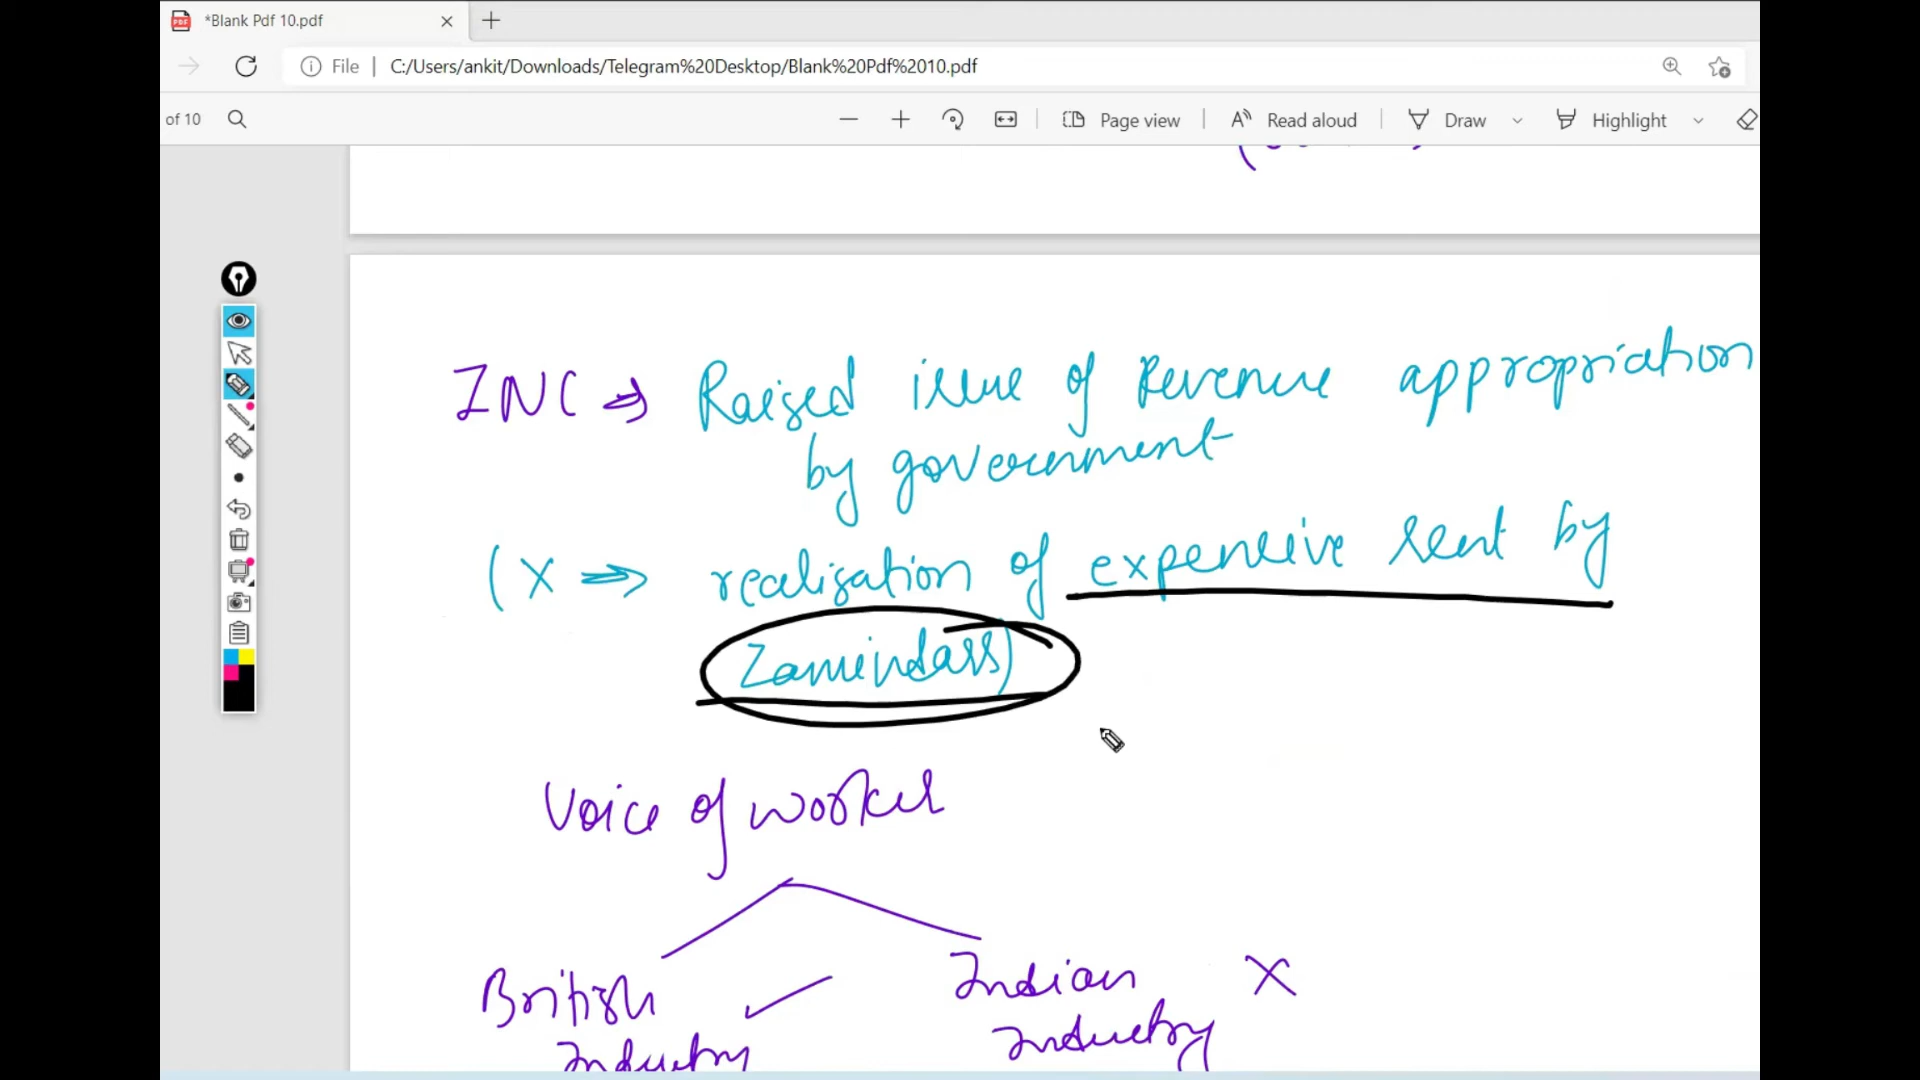 *Blank Pdf 10.pdf
File | C:/Users/ankit/Downloads/Telegram%20Desktop/Blank%20Pdf%2010.pdf
of 10 Page view Read aloud Draw Highlight
INC ⇒ Raised issue of Revenue appropriation
by government
(X ⇒ realisation of expensive rent by
Zamindars)
Voice of worker
British Indian X
Industry ✓ Industry